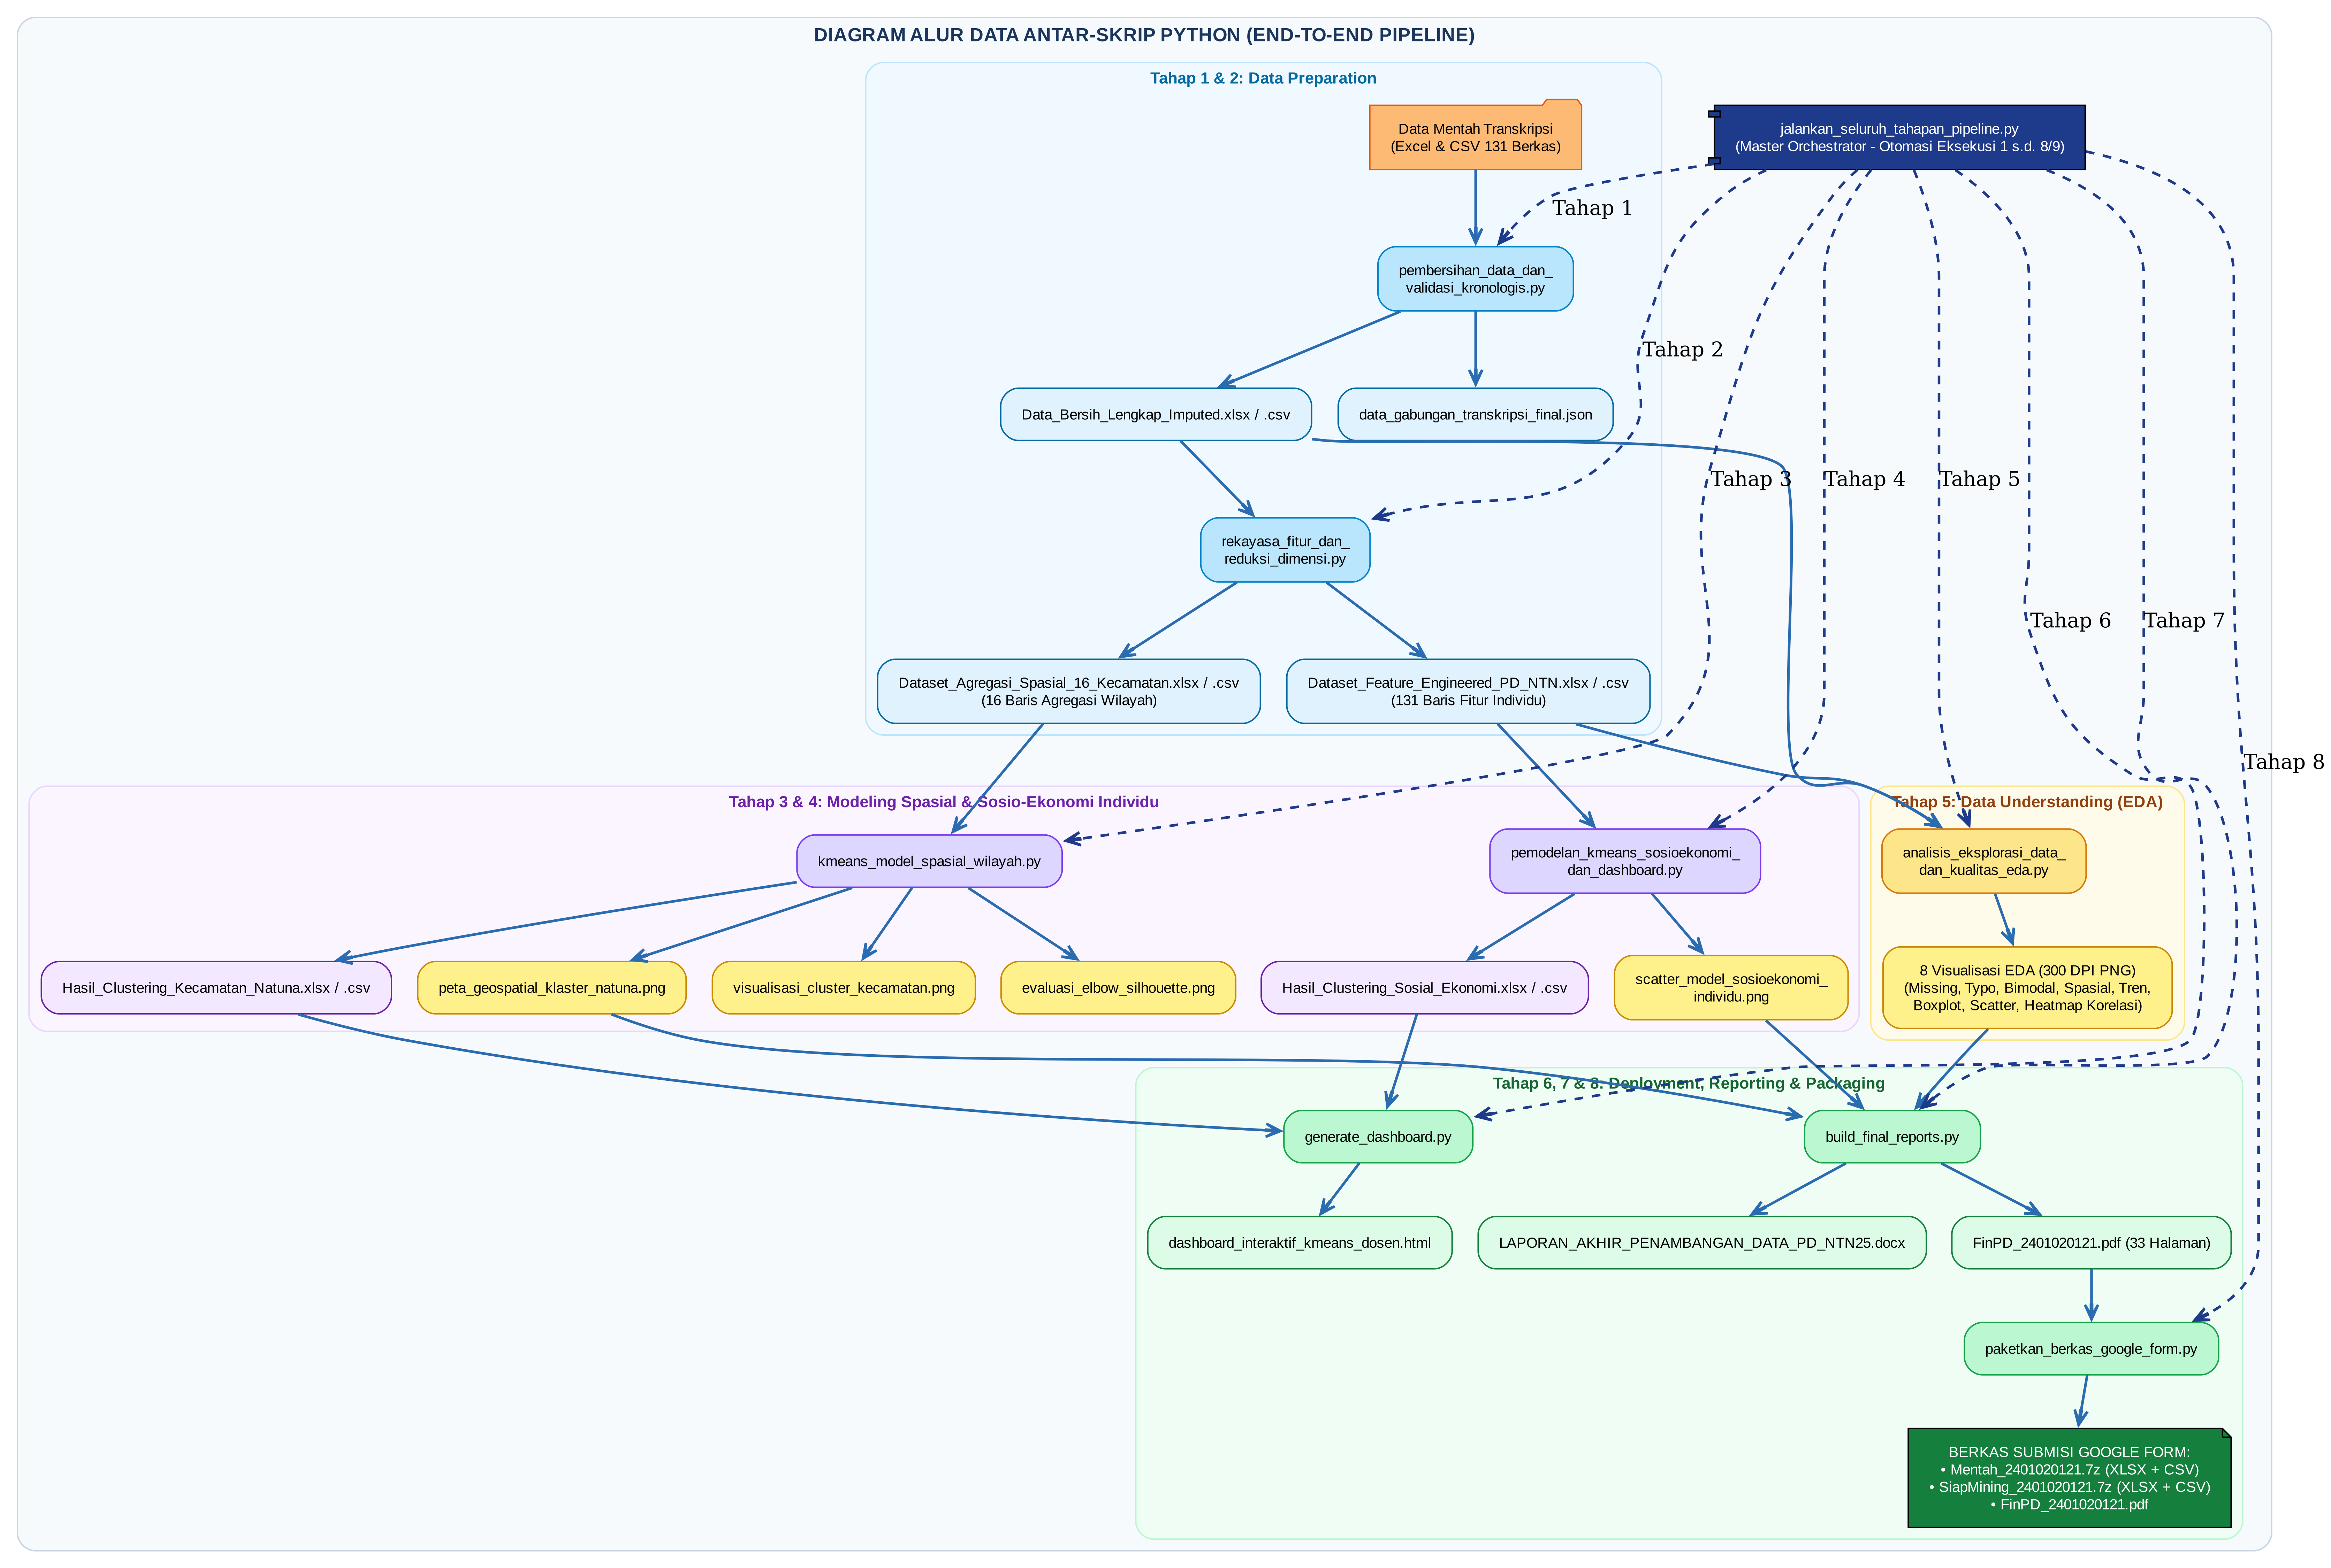 DIAGRAM ALUR DATA ANTAR-SKRIP PYTHON (END-TO-END PIPELINE)
Tahap 1 & 2: Data Preparation
Data Mentah Transkripsi
(Excel & CSV 131 Berkas)
jalankan_seluruh_tahapan_pipeline.py
(Master Orchestrator - Otomasi Eksekusi 1 s.d. 8/9)
Tahap 1
pembersihan_data_dan_
validasi_kronologis.py
Tahap 2
Data_Bersih_Lengkap_Imputed.xlsx / .csv
data_gabungan_transkripsi_final.json
Tahap 3
Tahap 4
Tahap 5
rekayasa_fitur_dan_
reduksi_dimensi.py
Tahap 6
Tahap 7
Dataset_Agregasi_Spasial_16_Kecamatan.xlsx / .csv
(16 Baris Agregasi Wilayah)
Dataset_Feature_Engineered_PD_NTN.xlsx / .csv
(131 Baris Fitur Individu)
Tahap 8
Tahap 3 & 4: Modeling Spasial & Sosio-Ekonomi Individu
Tahap 5: Data Understanding (EDA)
kmeans_model_spasial_wilayah.py
pemodelan_kmeans_sosioekonomi_
dan_dashboard.py
analisis_eksplorasi_data_
dan_kualitas_eda.py
Hasil_Clustering_Kecamatan_Natuna.xlsx / .csv
peta_geospatial_klaster_natuna.png
visualisasi_cluster_kecamatan.png
evaluasi_elbow_silhouette.png
Hasil_Clustering_Sosial_Ekonomi.xlsx / .csv
scatter_model_sosioekonomi_
individu.png
8 Visualisasi EDA (300 DPI PNG)
(Missing, Typo, Bimodal, Spasial, Tren,
Boxplot, Scatter, Heatmap Korelasi)
Tahap 6, 7 & 8: Deployment, Reporting & Packaging
generate_dashboard.py
build_final_reports.py
dashboard_interaktif_kmeans_dosen.html
LAPORAN_AKHIR_PENAMBANGAN_DATA_PD_NTN25.docx
FinPD_2401020121.pdf (33 Halaman)
paketkan_berkas_google_form.py
BERKAS SUBMISI GOOGLE FORM:
• Mentah_2401020121.7z (XLSX + CSV)
• SiapMining_2401020121.7z (XLSX + CSV)
• FinPD_2401020121.pdf